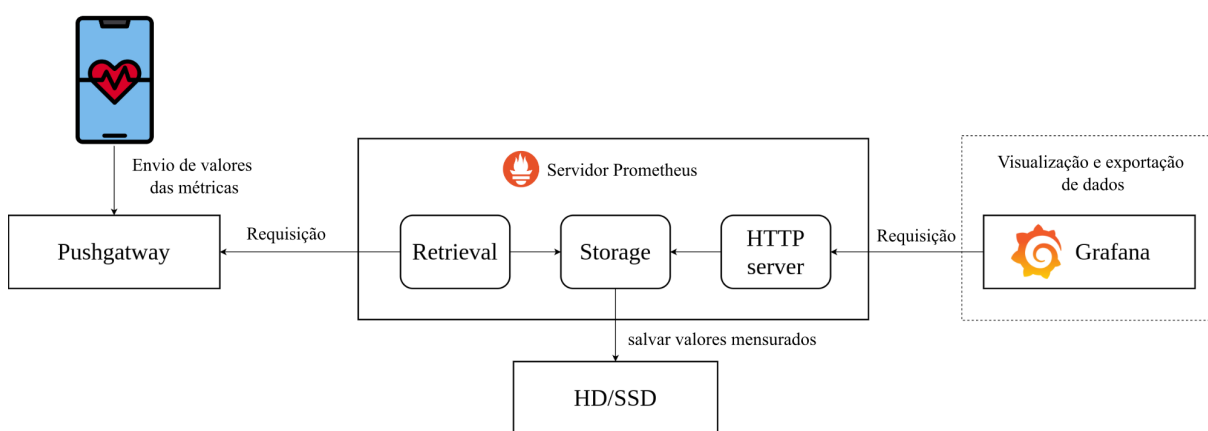 Envio de valores
das métricas
Pushgatway
Requisição
Servidor Prometheus
Retrieval
Storage
HTTP
server
Requisição
Visualização e exportação
de dados
Grafana
salvar valores mensurados
HD/SSD